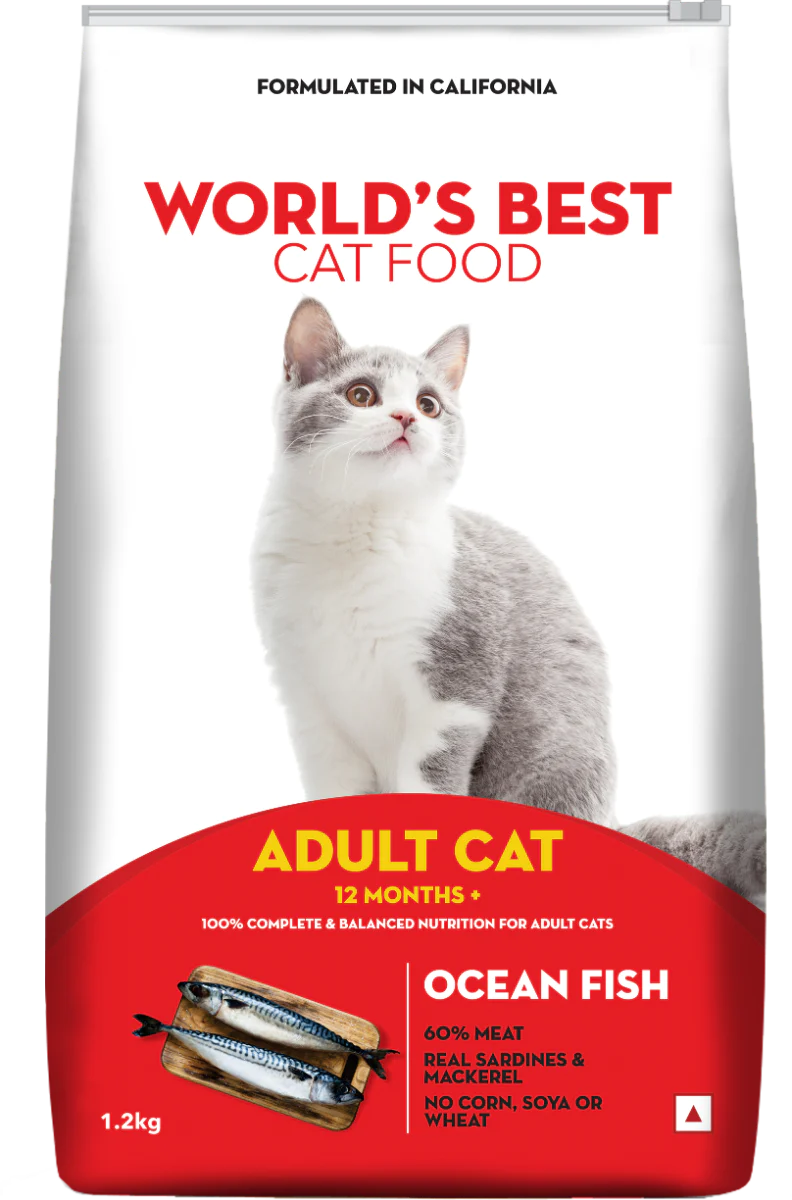 FORMULATED IN CALIFORNIA
WORLD'S BEST
CAT FOOD
ADULT CAT
12 MONTHS +
100% COMPLETE & BALANCED NUTRITION FOR ADULT CATS
OCEAN FISH
60% MEAT
REAL SARDINES &
MACKEREL
NO CORN, SOYA OR
WHEAT
1.2kg